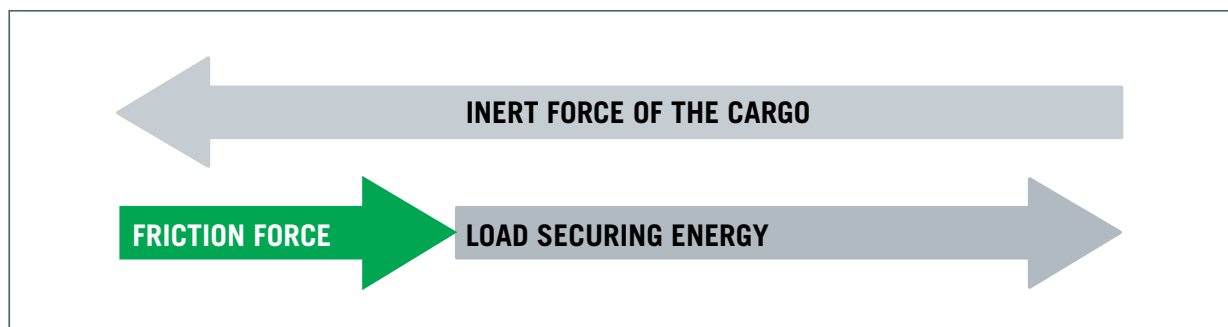 INERT FORCE OF THE CARGO
FRICTION FORCE
LOAD SECURING ENERGY